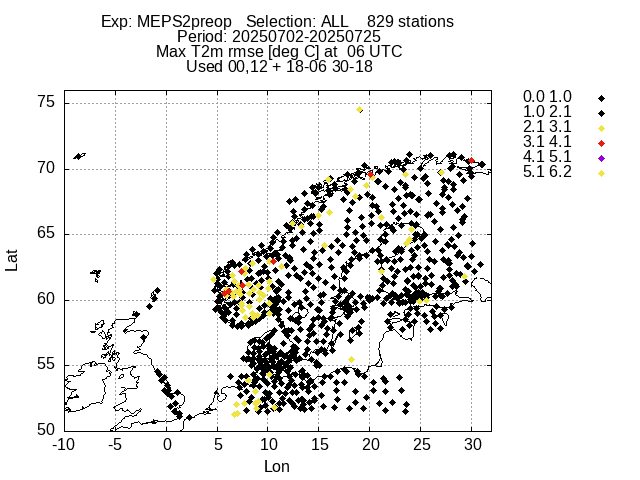 Exp: MEPS2preop   Selection: ALL    829 stations
Period: 20250702-20250725
Max T2m rmse [deg C] at  06 UTC
Used 00,12 + 18-06 30-18
0.0 1.0
1.0 2.1
2.1 3.1
3.1 4.1
4.1 5.1
5.1 6.2
75
70
65
60
55
50
Lat
-10 -5 0 5 10 15 20 25 30
Lon